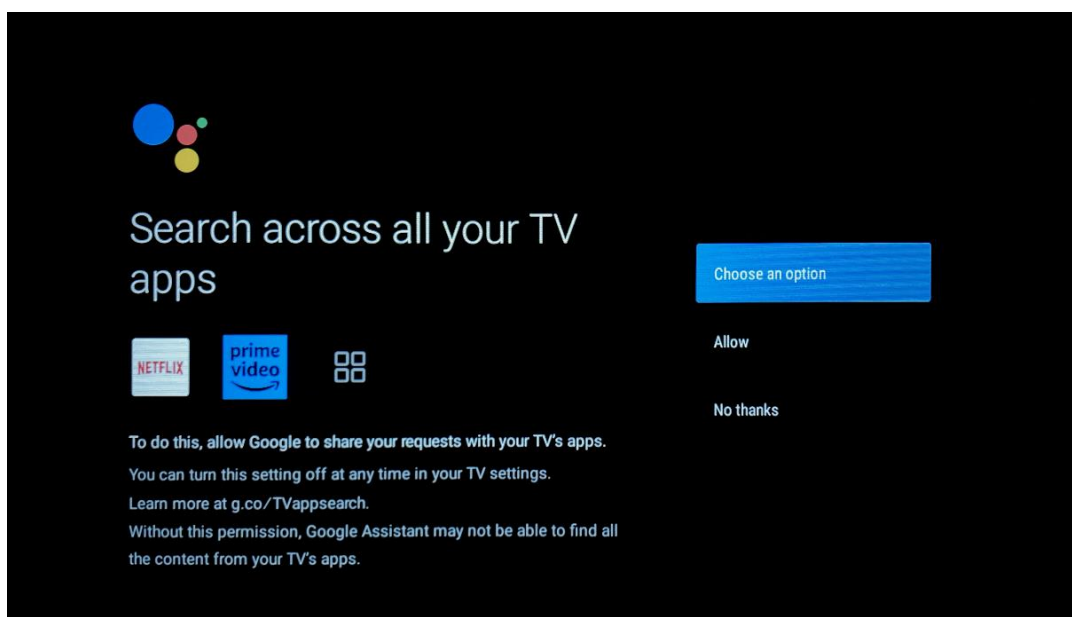 Search across all your TV
apps
NETFLIX
prime
video
To do this, allow Google to share your requests with your TV's apps.
You can turn this setting off at any time in your TV settings.
Learn more at g.co/TVappsearch.
Without this permission, Google Assistant may not be able to find all
the content from your TV's apps.
Choose an option
Allow
No thanks